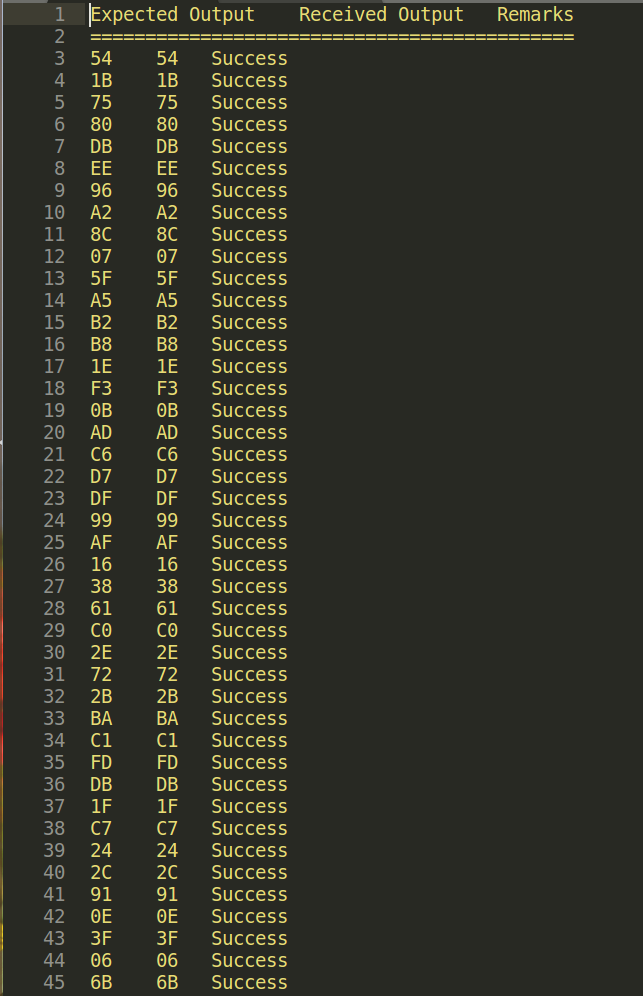 1 Expected Output Received Output Remarks
2 ============================================
3 54 54 Success
4 1B 1B Success
5 75 75 Success
6 80 80 Success
7 DB DB Success
8 EE EE Success
9 96 96 Success
10 A2 A2 Success
11 8C 8C Success
12 07 07 Success
13 5F 5F Success
14 A5 A5 Success
15 B2 B2 Success
16 B8 B8 Success
17 1E 1E Success
18 F3 F3 Success
19 0B 0B Success
20 AD AD Success
21 C6 C6 Success
22 D7 D7 Success
23 DF DF Success
24 99 99 Success
25 AF AF Success
26 16 16 Success
27 38 38 Success
28 61 61 Success
29 C0 C0 Success
30 2E 2E Success
31 72 72 Success
32 2B 2B Success
33 BA BA Success
34 C1 C1 Success
35 FD FD Success
36 DB DB Success
37 1F 1F Success
38 C7 C7 Success
39 24 24 Success
40 2C 2C Success
41 91 91 Success
42 0E 0E Success
43 3F 3F Success
44 06 06 Success
45 6B 6B Success